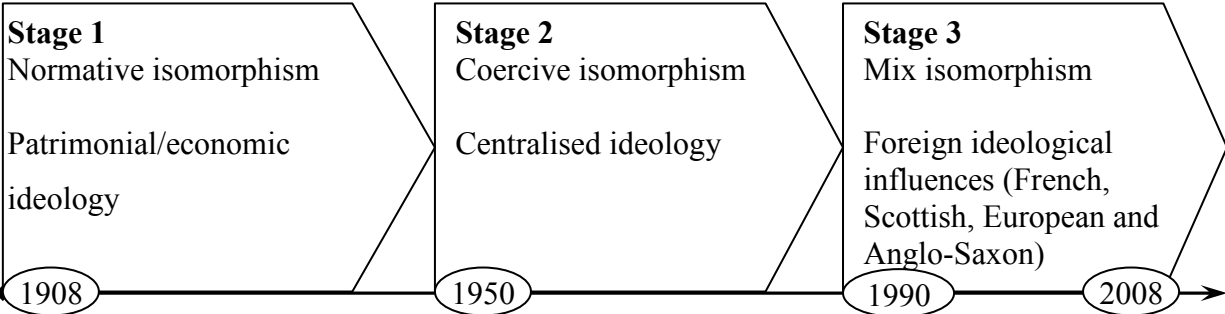 Stage 1
Normative isomorphism
Patrimonial/economic
ideology
Stage 2
Coercive isomorphism
Centralised ideology
Stage 3
Mix isomorphism
Foreign ideological
influences (French,
Scottish, European and
Anglo-Saxon)
1908
1950
1990
2008